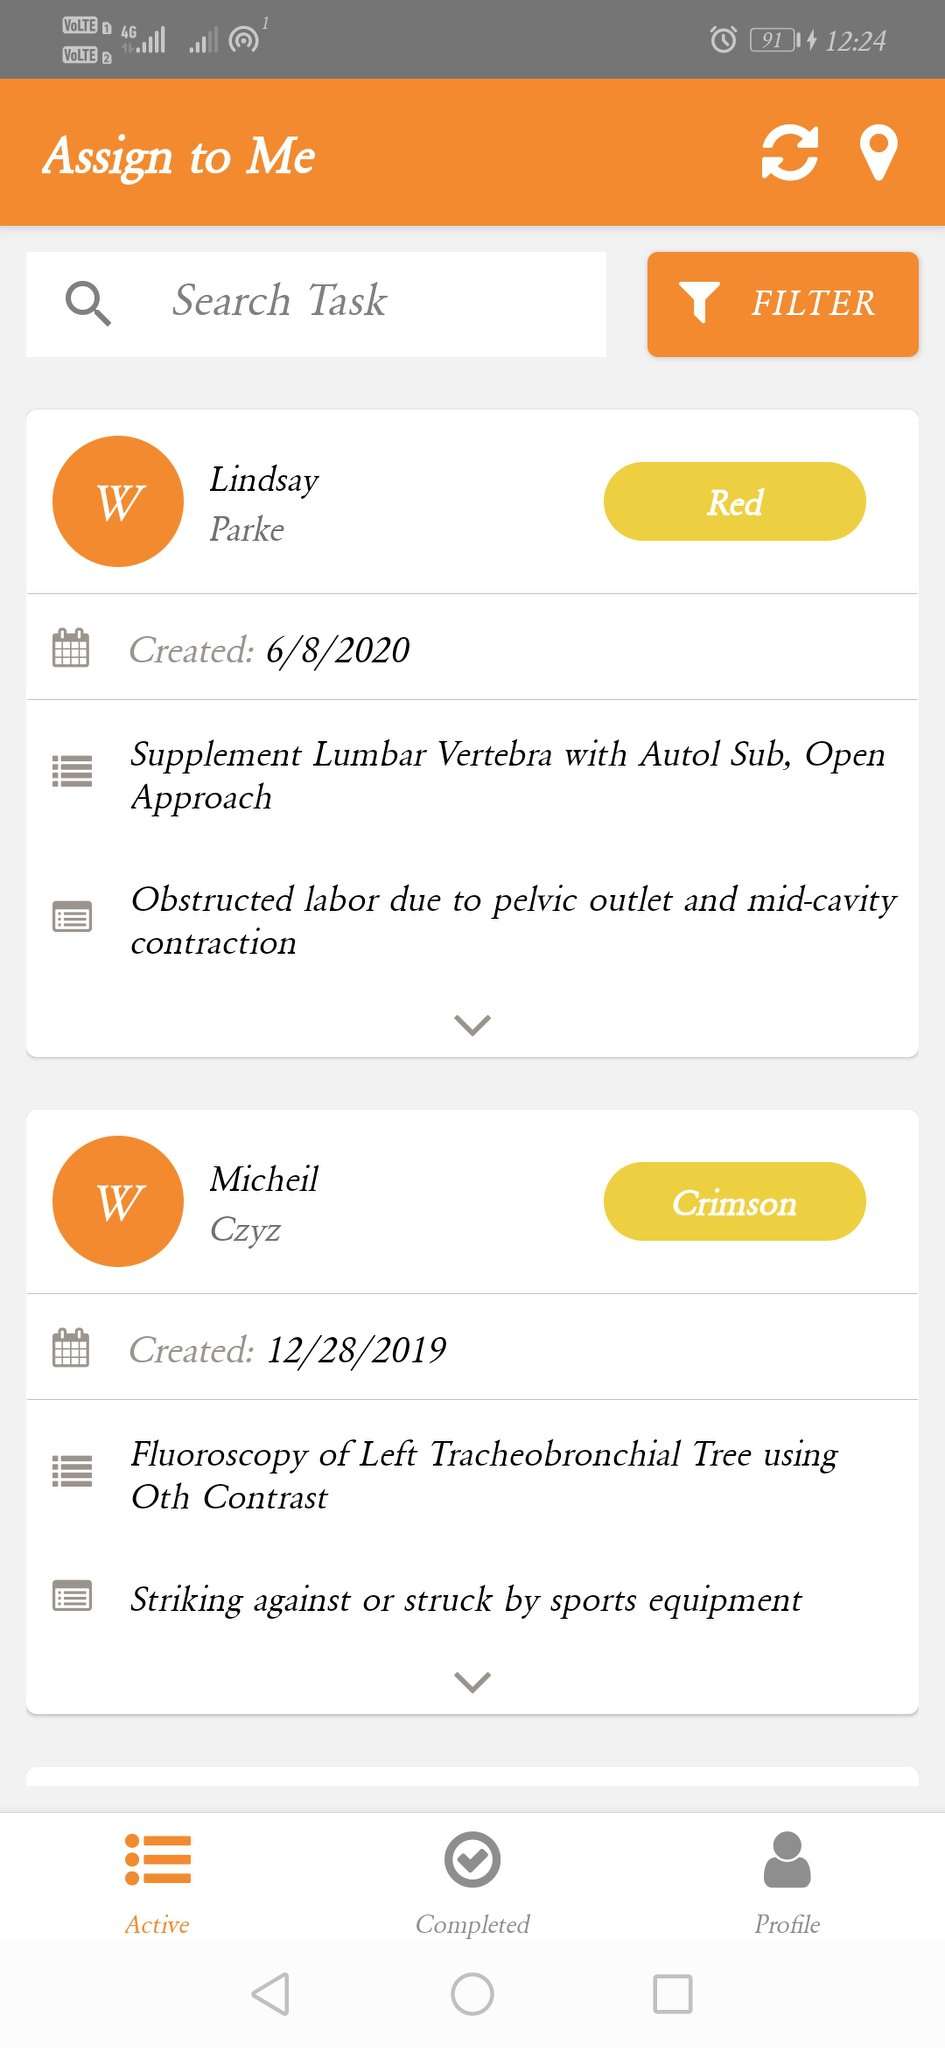 VoLTE 1 4G 1
VoLTE 2
91 12:24
Assign to Me
Search Task
FILTER
W
Lindsay
Parke
Red
Created: 6/8/2020
Supplement Lumbar Vertebra with Autol Sub, Open
Approach
Obstructed labor due to pelvic outlet and mid-cavity
contraction
W
Micheil
Czyz
Crimson
Created: 12/28/2019
Fluoroscopy of Left Tracheobronchial Tree using
Oth Contrast
Striking against or struck by sports equipment
Active
Completed
Profile